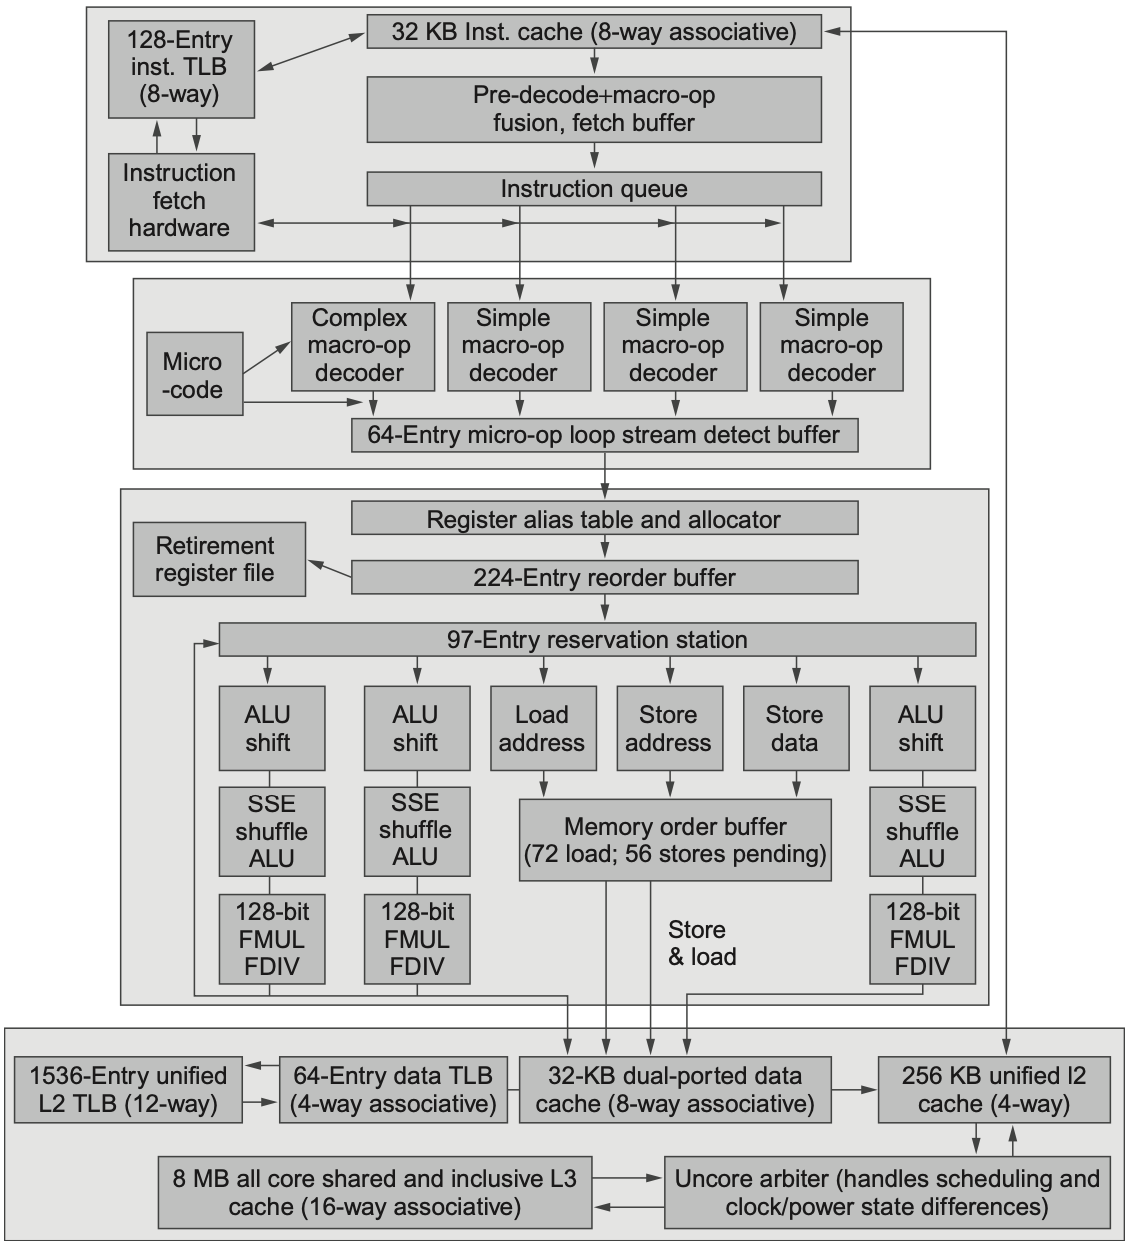 128-Entry
inst. TLB
(8-way)
32 KB Inst. cache (8-way associative)
Pre-decode+macro-op
fusion, fetch buffer
Instruction
fetch
hardware
Instruction queue
Micro
-code
Complex
macro-op
decoder
Simple
macro-op
decoder
Simple
macro-op
decoder
Simple
macro-op
decoder
64-Entry micro-op loop stream detect buffer
Register alias table and allocator
Retirement
register file
224-Entry reorder buffer
97-Entry reservation station
ALU
shift
ALU
shift
Load
address
Store
address
Store
data
ALU
shift
SSE
shuffle
ALU
SSE
shuffle
ALU
Memory order buffer
(72 load; 56 stores pending)
SSE
shuffle
ALU
128-bit
FMUL
FDIV
128-bit
FMUL
FDIV
Store
& load
128-bit
FMUL
FDIV
1536-Entry unified
L2 TLB (12-way)
64-Entry data TLB
(4-way associative)
32-KB dual-ported data
cache (8-way associative)
256 KB unified l2
cache (4-way)
8 MB all core shared and inclusive L3
cache (16-way associative)
Uncore arbiter (handles scheduling and
clock/power state differences)